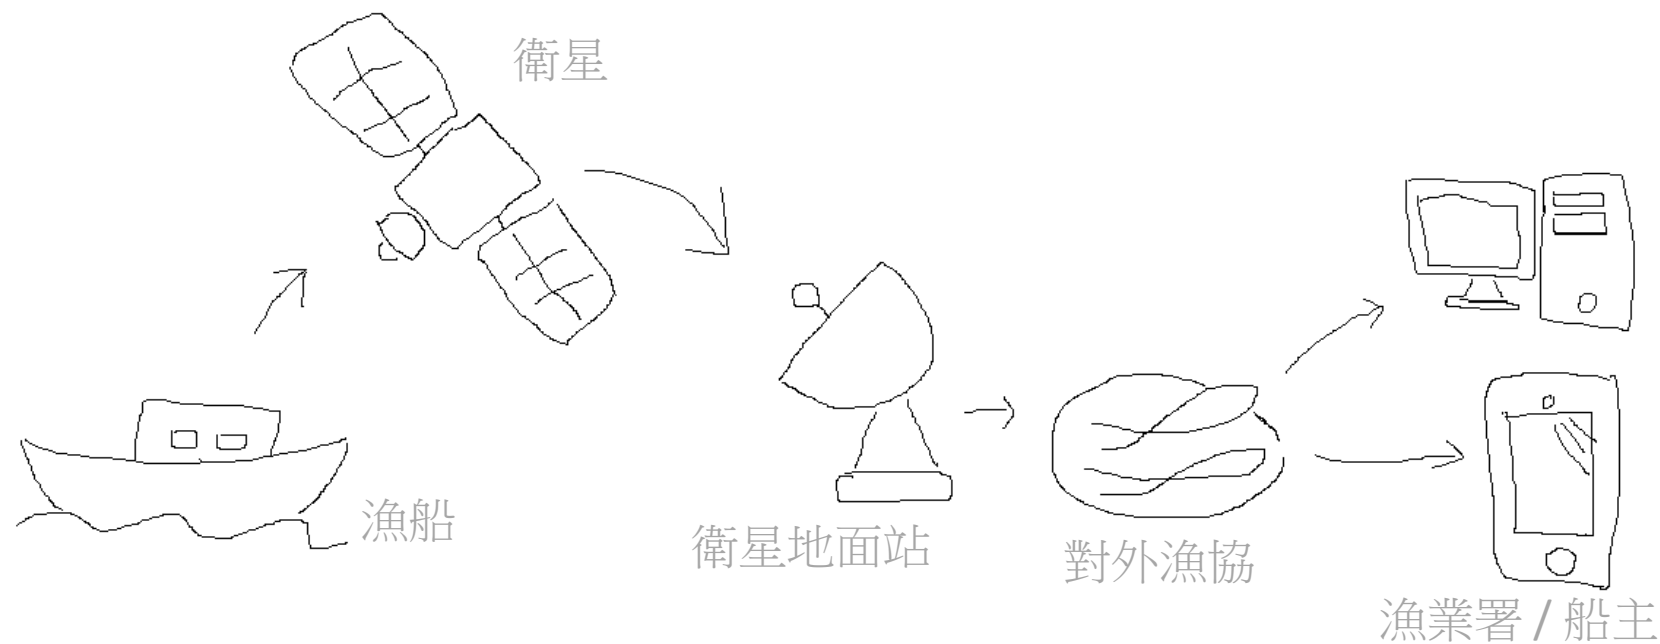 衛星
漁船
衛星地面站
對外漁協
漁業署 / 船主